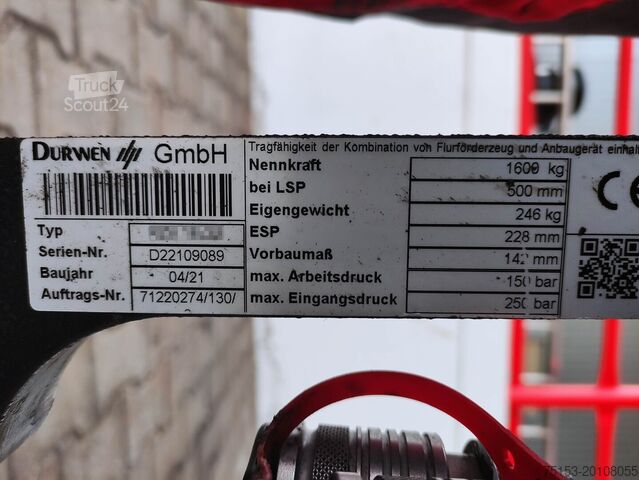 Truck
Scout24
DURWEN GmbH
Typ
Serien-Nr. D22109089
Baujahr 04/21
Auftrags-Nr. 71220274/130/
Tragfähigkeit der Kombination von Flurförderzeug und Anbaugerät einhal
Nennkraft 1600 kg
bei LSP 500 mm
Eigengewicht 246 kg
ESP 228 mm
Vorbaumaß 142 mm
max. Arbeitsdruck 150 bar
max. Eingangsdruck 250 bar
CE
75153-20108055